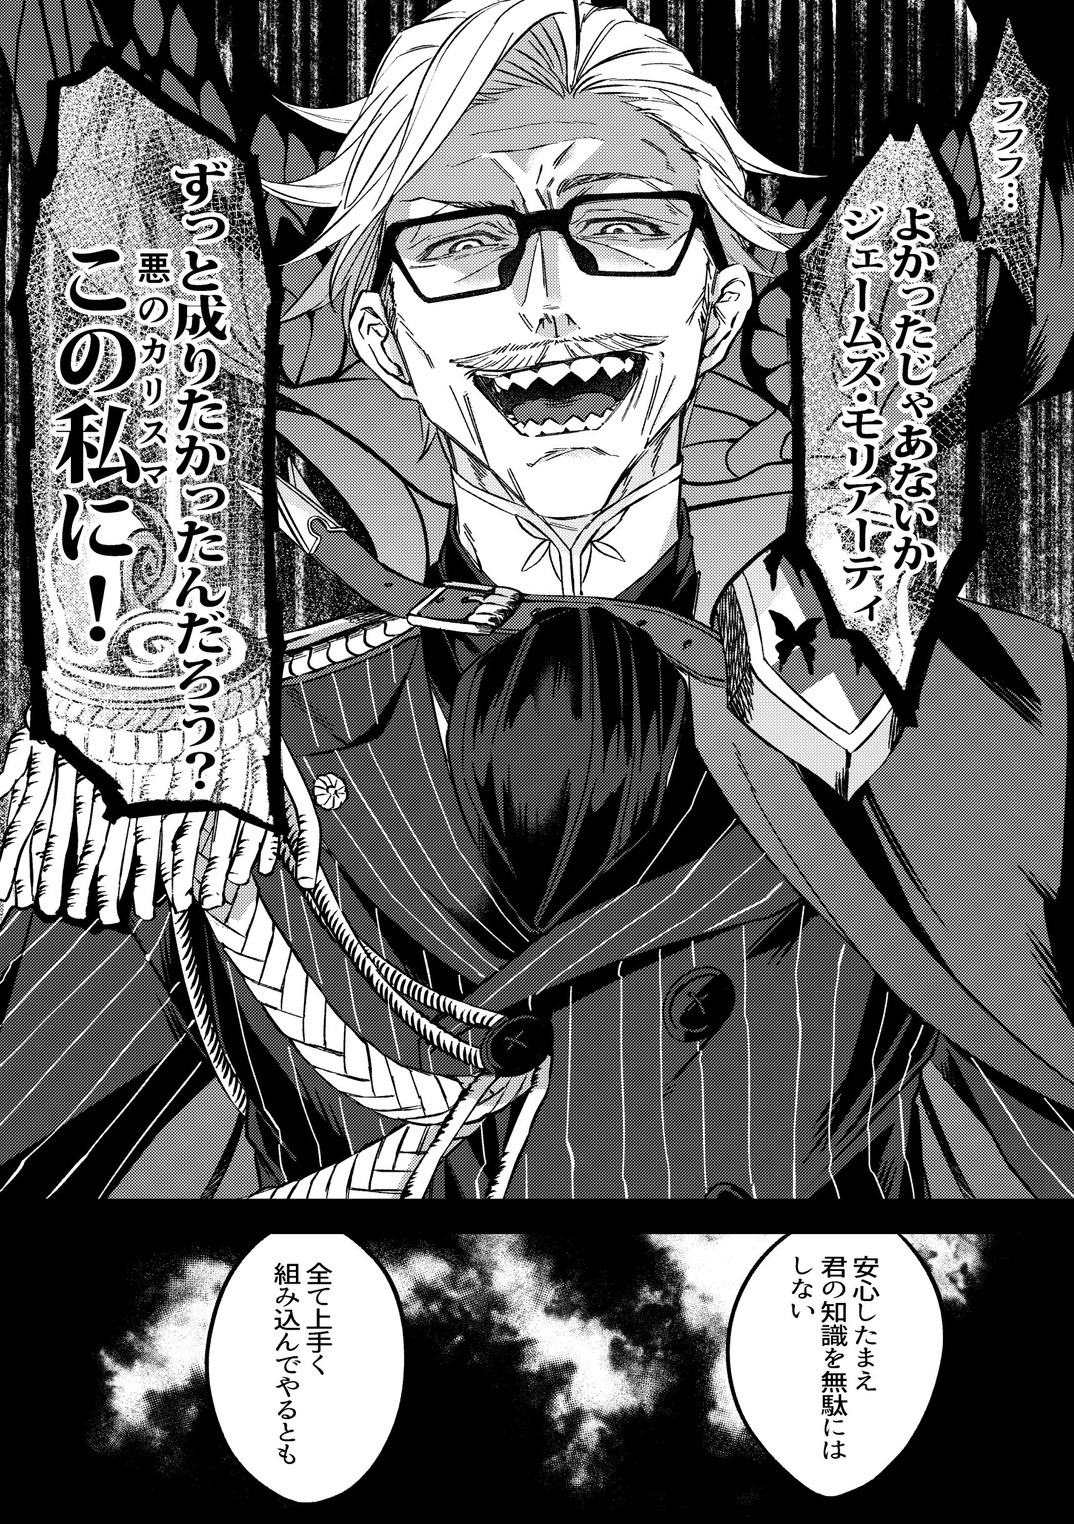 フフフ…
よかったじゃあないか
ジェームズ・モリアーティ
ずっと成りたかったんだろう?
悪のカリスマ
この私に!
安心したまえ
君の知識を無駄には
しない
全て上手く
組み込んでやるとも